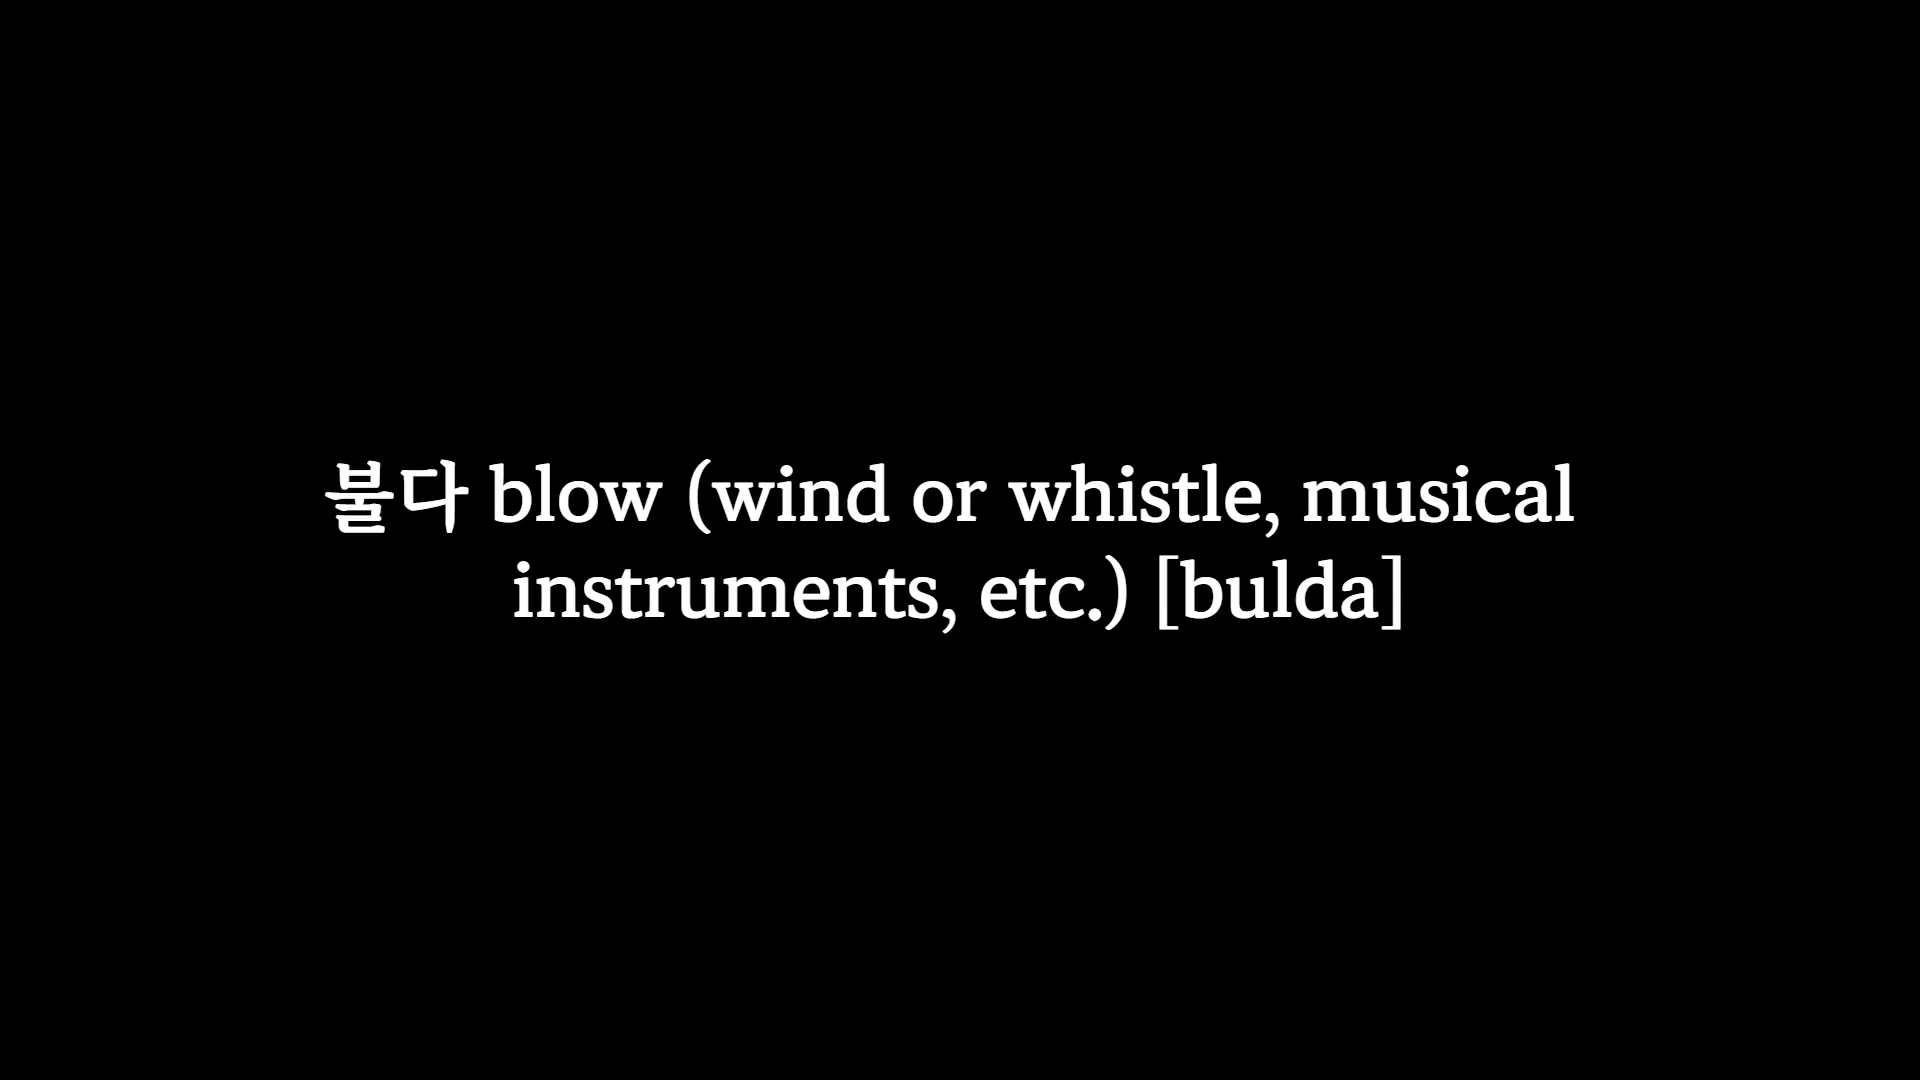 불다 blow (wind or whistle, musical
instruments, etc.) [bulda]